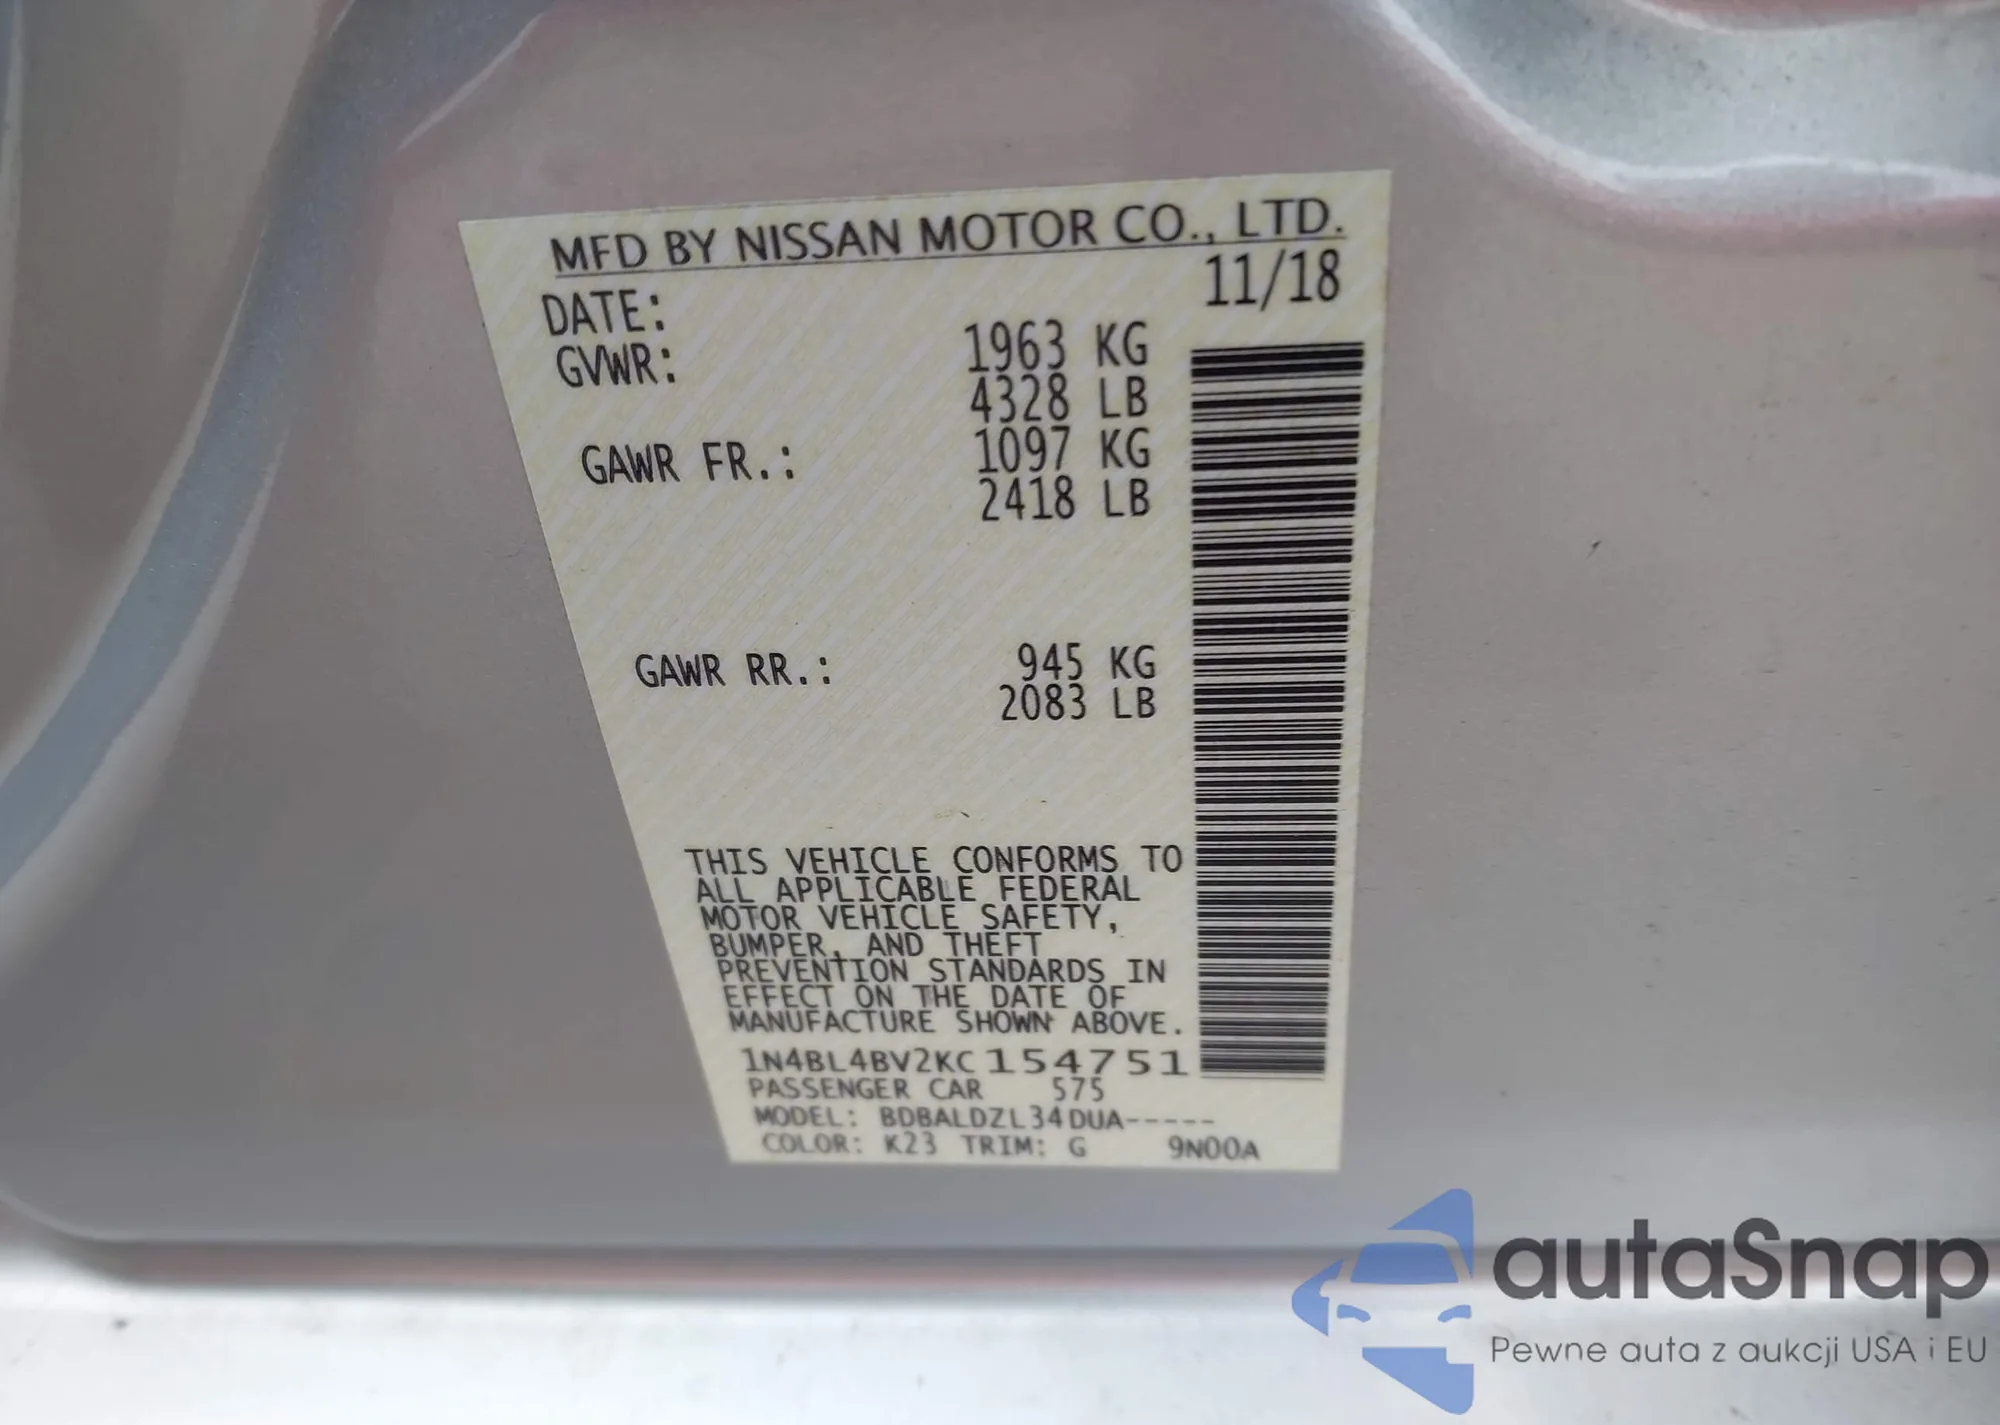 MFD BY NISSAN MOTOR CO., LTD.
DATE: 11/18
GVWR: 1963 KG
4328 LB
GAWR FR.: 1097 KG
2418 LB
GAWR RR.: 945 KG
2083 LB
THIS VEHICLE CONFORMS TO
ALL APPLICABLE FEDERAL
MOTOR VEHICLE SAFETY,
BUMPER, AND THEFT
PREVENTION STANDARDS IN
EFFECT ON THE DATE OF
MANUFACTURE SHOWN ABOVE.
1N4BL4BV2KC154751
PASSENGER CAR 575
MODEL: BDBALDZL34DUA-----
COLOR: K23 TRIM: G 9N00A
autaSnap
Pewne auta z aukcji USA i EU